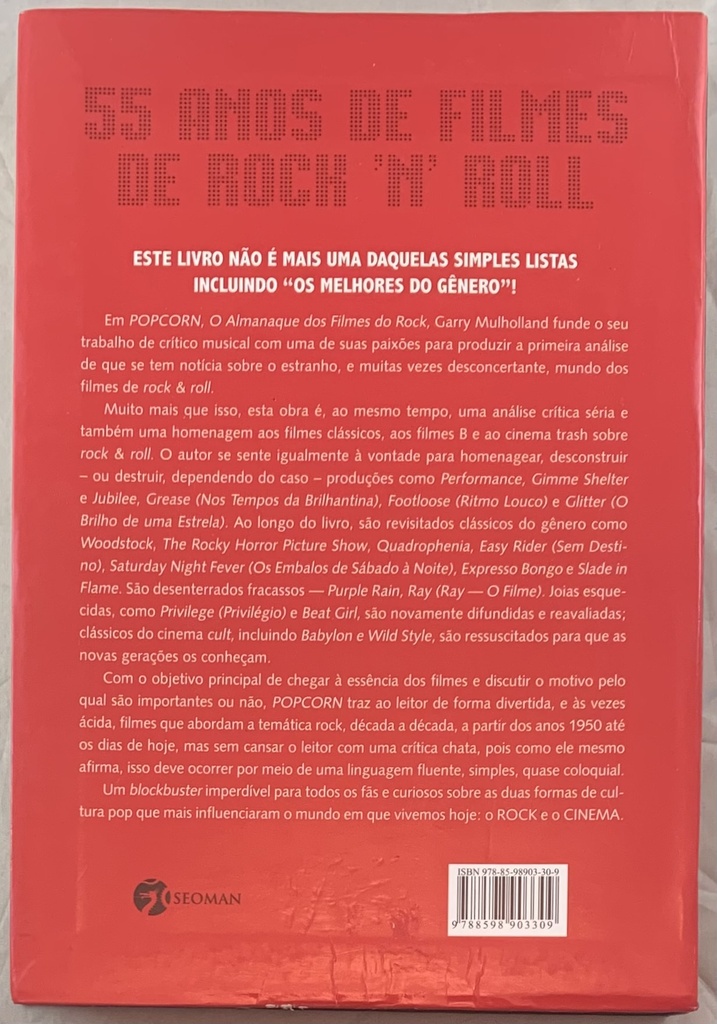 55 ANOS DE FILMES
DE ROCK 'N' ROLL
ESTE LIVRO NÃO É MAIS UMA DAQUELAS SIMPLES LISTAS
INCLUINDO “OS MELHORES DO GÊNERO”!
Em POPCORN, O Almanaque dos Filmes do Rock, Garry Mulholland funde o seu
trabalho de crítico musical com uma de suas paixões para produzir a primeira análise
de que se tem notícia sobre o estranho, e muitas vezes desconcertante, mundo dos
filmes de rock & roll.
Muito mais que isso, esta obra é, ao mesmo tempo, uma análise crítica séria e
também uma homenagem aos filmes clássicos, aos filmes B e ao cinema trash sobre
rock & roll. O autor se sente igualmente à vontade para homenagear, desconstruir
– ou destruir, dependendo do caso – produções como Performance, Gimme Shelter
e Jubilee, Grease (Nos Tempos da Brilhantina), Footloose (Ritmo Louco) e Glitter (O
Brilho de uma Estrela). Ao longo do livro, são revisitados clássicos do gênero como
Woodstock, The Rocky Horror Picture Show, Quadrophenia, Easy Rider (Sem Desti-
no), Saturday Night Fever (Os Embalos de Sábado à Noite), Expresso Bongo e Slade in
Flame. São desenterrados fracassos — Purple Rain, Ray (Ray — O Filme). Joias esque-
cidas, como Privilege (Privilégio) e Beat Girl, são novamente difundidas e reavaliadas;
clássicos do cinema cult, incluindo Babylon e Wild Style, são ressuscitados para que as
novas gerações os conheçam.
Com o objetivo principal de chegar à essência dos filmes e discutir o motivo pelo
qual são importantes ou não, POPCORN traz ao leitor de forma divertida, e às vezes
ácida, filmes que abordam a temática rock, década a década, a partir dos anos 1950 até
os dias de hoje, mas sem cansar o leitor com uma crítica chata, pois como ele mesmo
afirma, isso deve ocorrer por meio de uma linguagem fluente, simples, quase coloquial.
Um blockbuster imperdível para todos os fãs e curiosos sobre as duas formas de cul-
tura pop que mais influenciaram o mundo em que vivemos hoje: o ROCK e o CINEMA.
SEOMAN
ISBN 978-85-98903-30-9
9 788598 903309